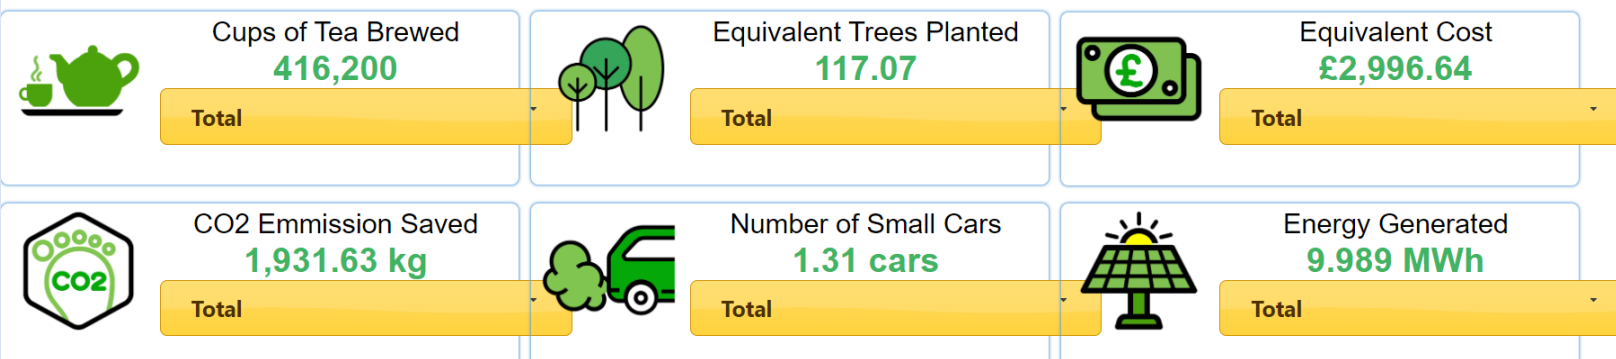 Cups of Tea Brewed
416,200
Total
Equivalent Trees Planted
117.07
Total
£
Equivalent Cost
£2,996.64
Total
CO2
CO2 Emmission Saved
1,931.63 kg
Total
Number of Small Cars
1.31 cars
Total
Energy Generated
9.989 MWh
Total